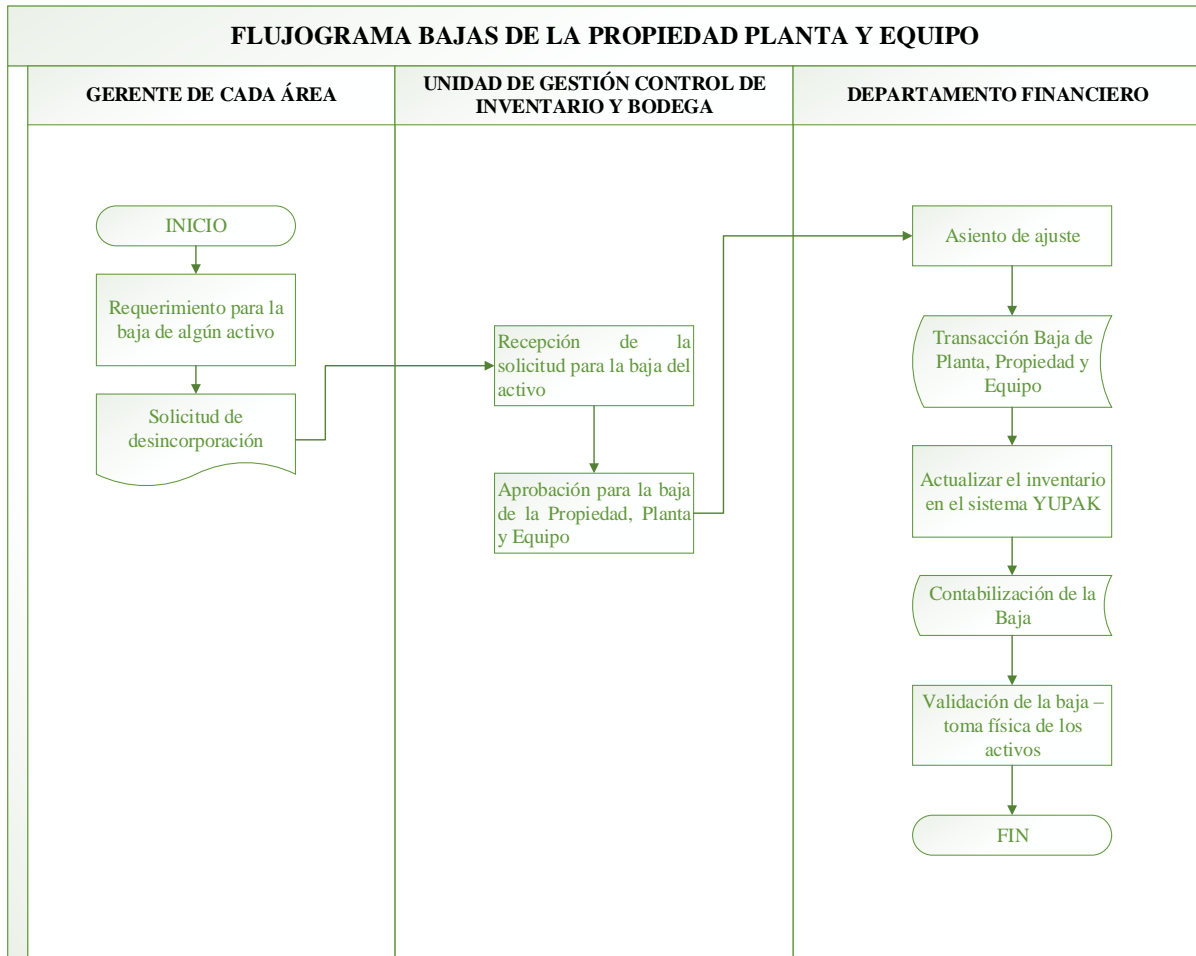 FLUJOGRAMA BAJAS DE LA PROPIEDAD PLANTA Y EQUIPO
GERENTE DE CADA ÁREA
UNIDAD DE GESTIÓN CONTROL DE
INVENTARIO Y BODEGA
DEPARTAMENTO FINANCIERO
INICIO
Requerimiento para la
baja de algún activo
Solicitud de
desincorporación
Recepción de la
solicitud para la baja del
activo
Aprobación para la baja
de la Propiedad, Planta
y Equipo
Asiento de ajuste
Transacción Baja de
Planta, Propiedad y
Equipo
Actualizar el inventario
en el sistema YUPAK
Contabilización de la
Baja
Validación de la baja –
toma física de los
activos
FIN